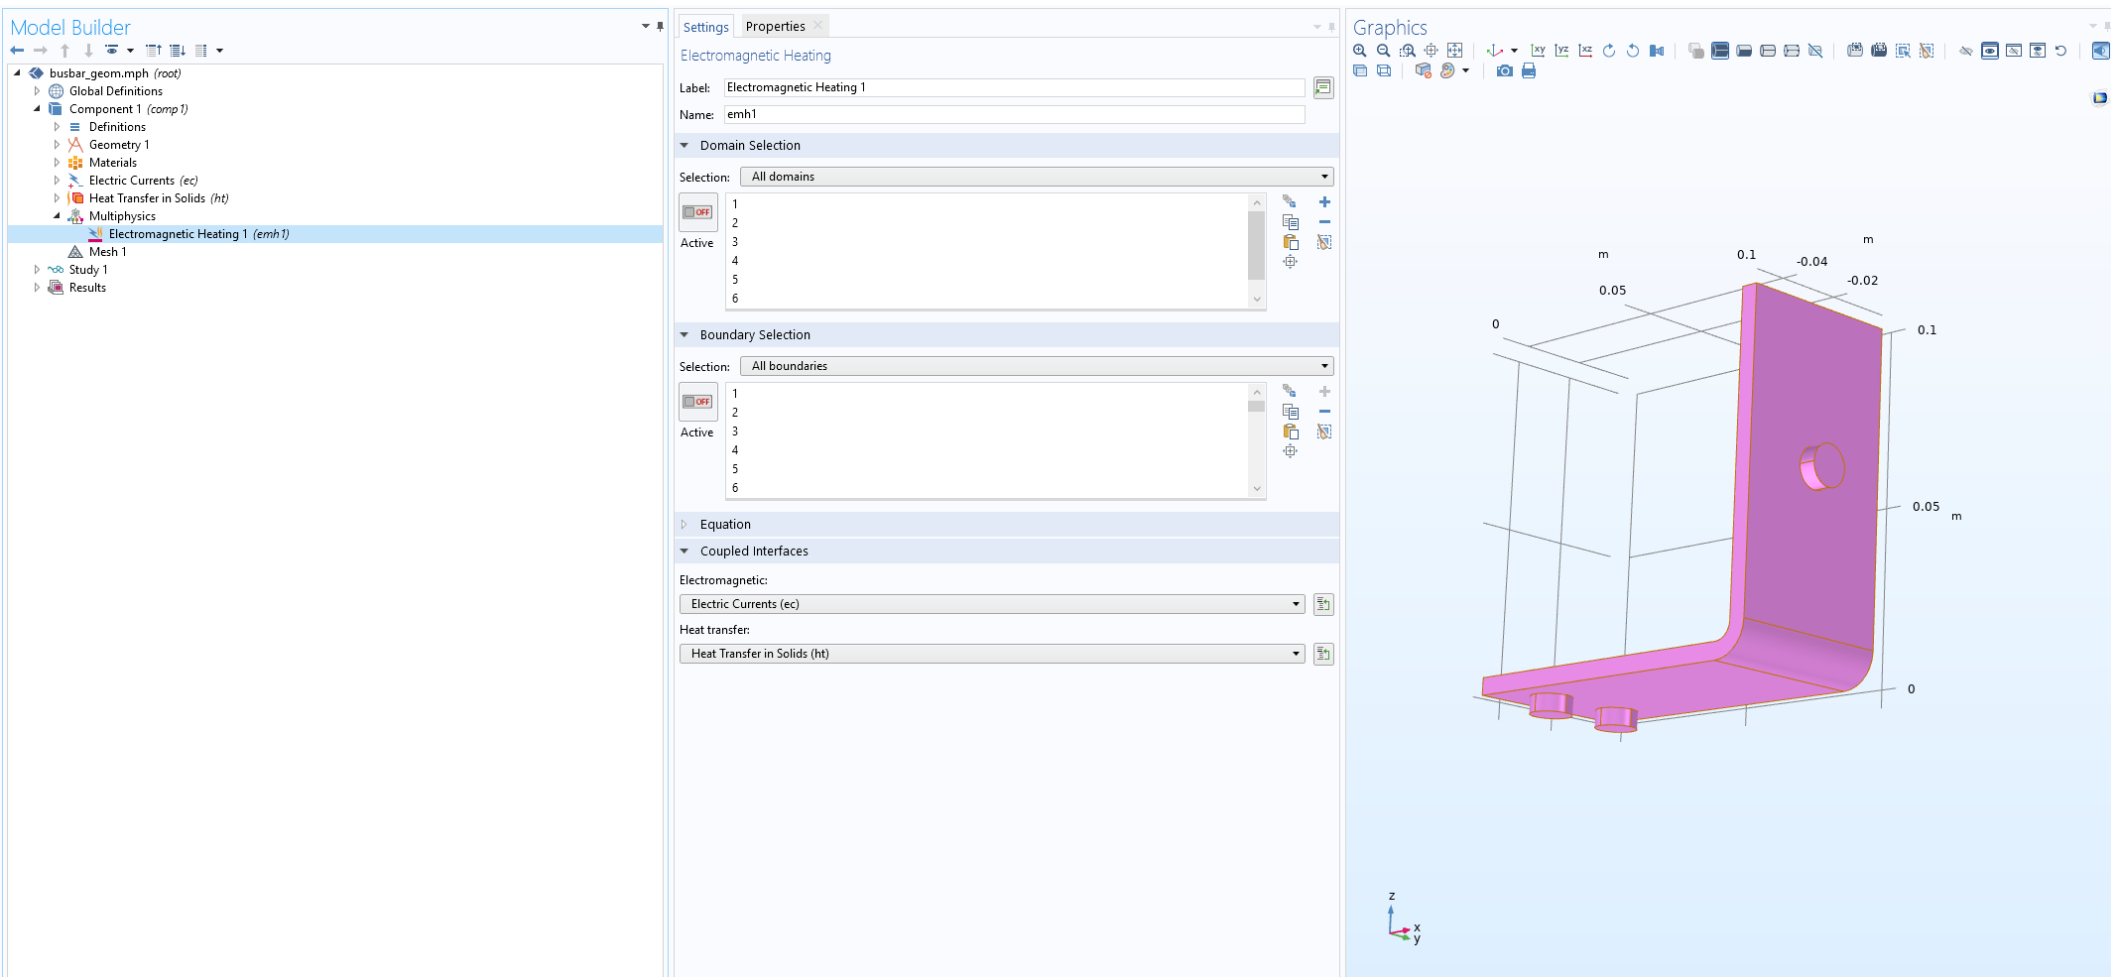 Model Builder
busbar_geom.mph (root)
Global Definitions
Component 1 (comp1)
Definitions
Geometry 1
Materials
Electric Currents (ec)
Heat Transfer in Solids (ht)
Multiphysics
Electromagnetic Heating 1 (emh1)
Mesh 1
Study 1
Results
Settings Properties
Electromagnetic Heating
Label: Electromagnetic Heating 1
Name: emh1
Domain Selection
Selection: All domains
OFF
Active
1
2
3
4
5
6
Boundary Selection
Selection: All boundaries
OFF
Active
1
2
3
4
5
6
Equation
Coupled Interfaces
Electromagnetic:
Electric Currents (ec)
Heat transfer:
Heat Transfer in Solids (ht)
Graphics
xy yz xz
m
m
0.1
-0.04
-0.02
0.05
0
0.1
0.05
m
0
z
x
y